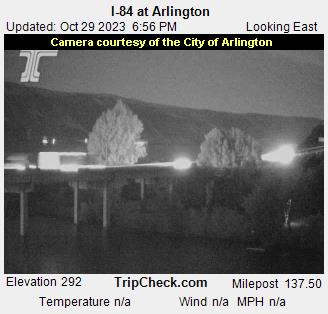 I-84 at Arlington
Updated: Oct 29 2023 6:56 PM Looking East
Camera courtesy of the City of Arlington
Elevation 292 TripCheck.com Milepost 137.50
Temperature n/a Wind n/a MPH n/a